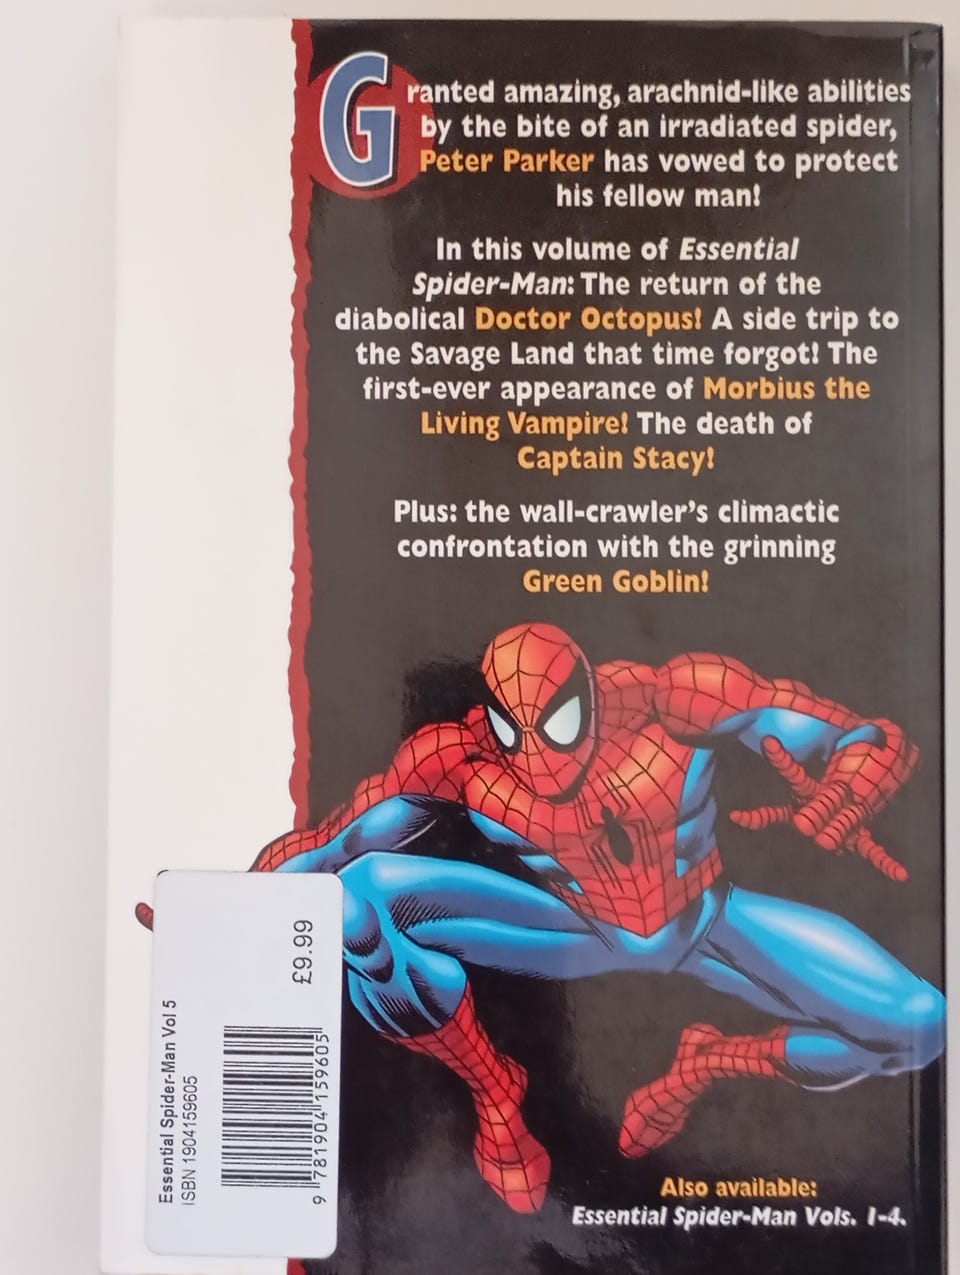 Granted amazing, arachnid-like abilities
by the bite of an irradiated spider,
Peter Parker has vowed to protect
his fellow man!
In this volume of Essential
Spider-Man: The return of the
diabolical Doctor Octopus! A side trip to
the Savage Land that time forgot! The
first-ever appearance of Morbius the
Living Vampire! The death of
Captain Stacy!
Plus: the wall-crawler's climactic
confrontation with the grinning
Green Goblin!
Essential Spider-Man Vol 5
ISBN 1904159605
£9.99
9 781904 159605
Also available:
Essential Spider-Man Vols. 1-4.